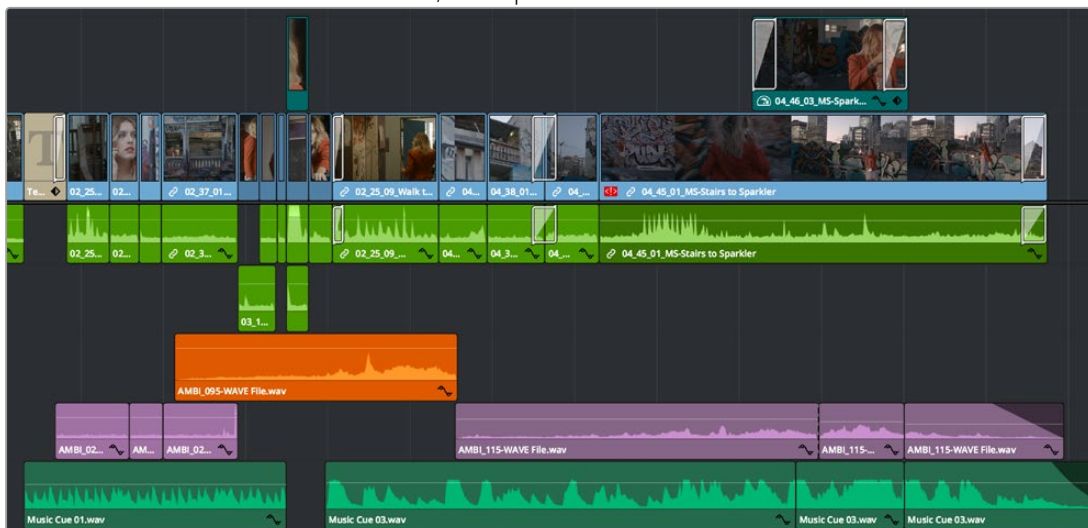 04_46_03_MS-Spark...
Te...
02_25...
02...
02_37_01...
02_25_09_Walk t...
04...
04_38_01...
04_...
04_45_01_MS-Stairs to Sparkler
02_25...
02...
02_3...
02_25_09_...
04...
04_3...
04_...
04_45_01_MS-Stairs to Sparkler
03_1...
AMBI_095-WAVE File.wav
AMBI_02...
AM...
AMBI_02...
AMBI_115-WAVE File.wav
AMBI_115-...
AMBI_115-WAVE File.wav
Music Cue 01.wav
Music Cue 03.wav
Music Cue 03.wav
Music Cue 03.wav